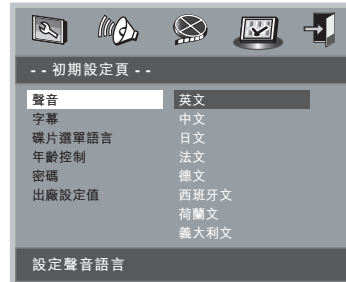 - - 初期設定頁 - -
聲音 英文
字幕 中文
碟片選單語言 日文
年齡控制 法文
密碼 德文
出廠設定值 西班牙文
荷蘭文
義大利文
設定聲音語言